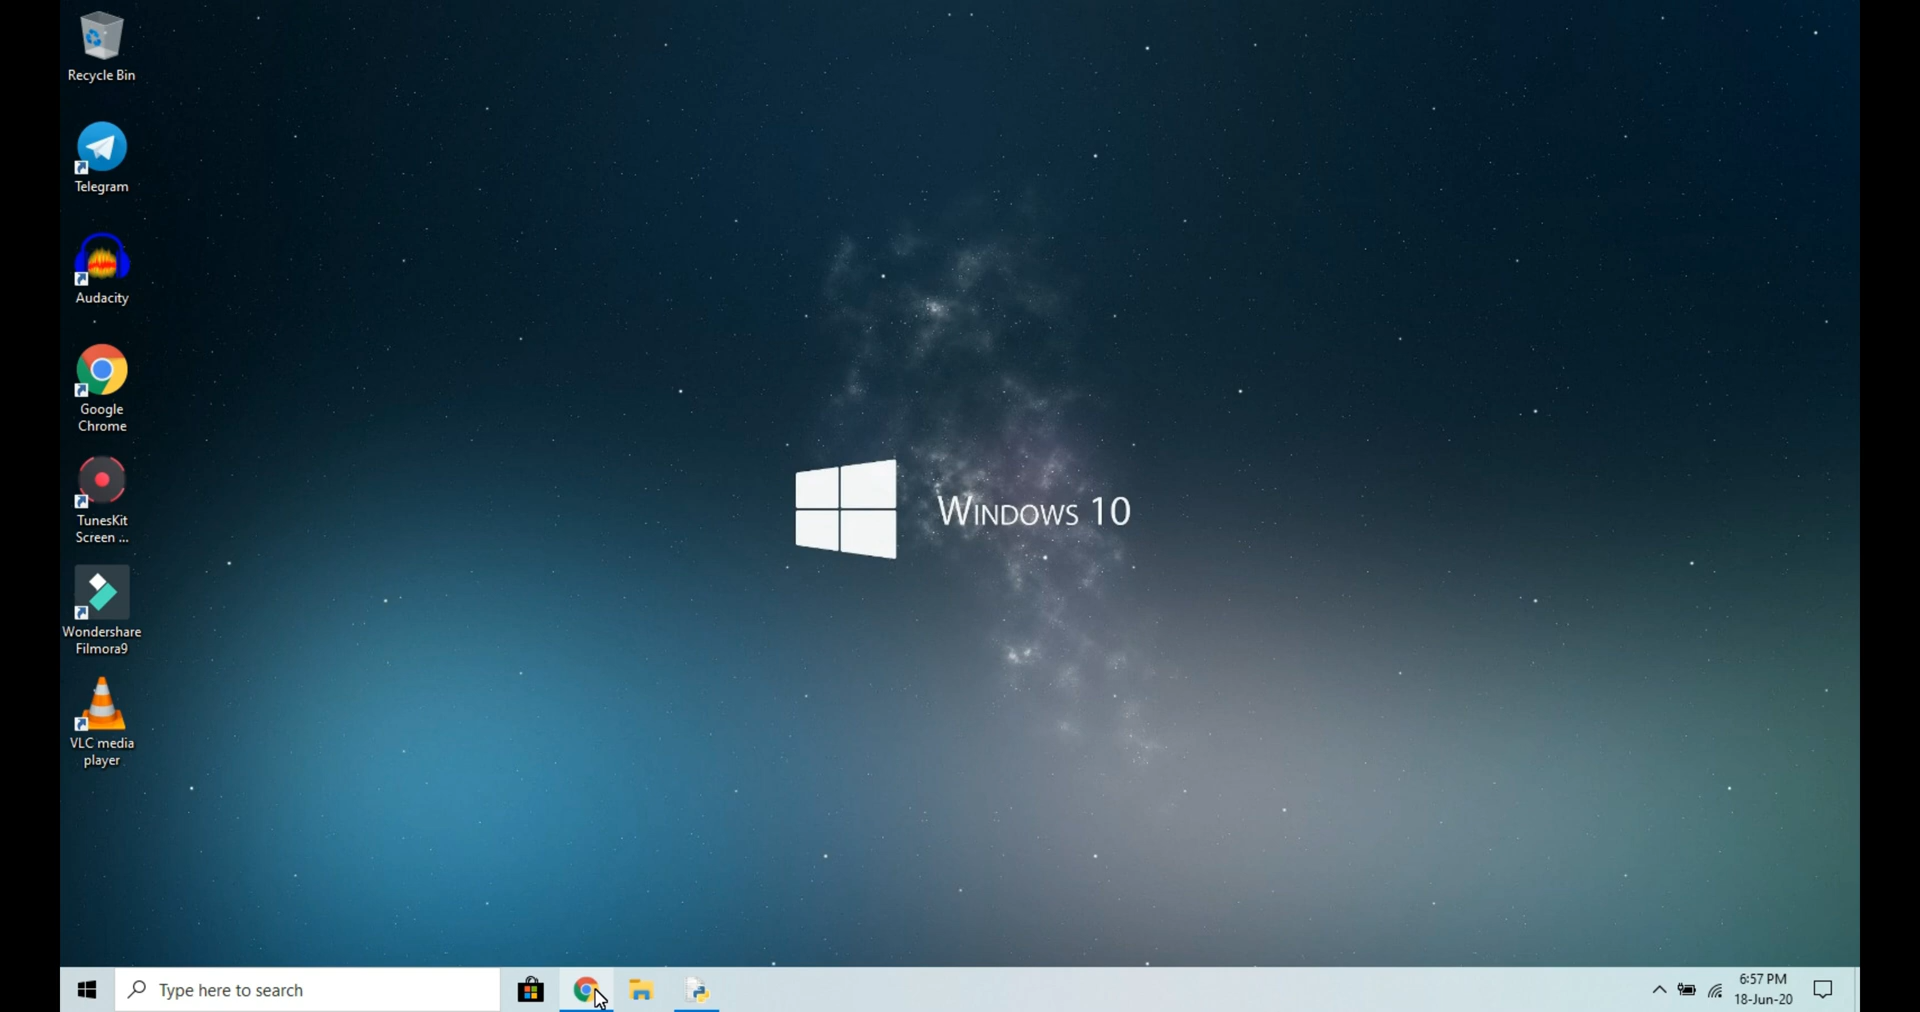 Recycle Bin
Telegram
Audacity
Google
Chrome
TunesKit
Screen ...
Wondershare
Filmora9
VLC media
player
Windows 10
Type here to search
6:57 PM
18-Jun-20